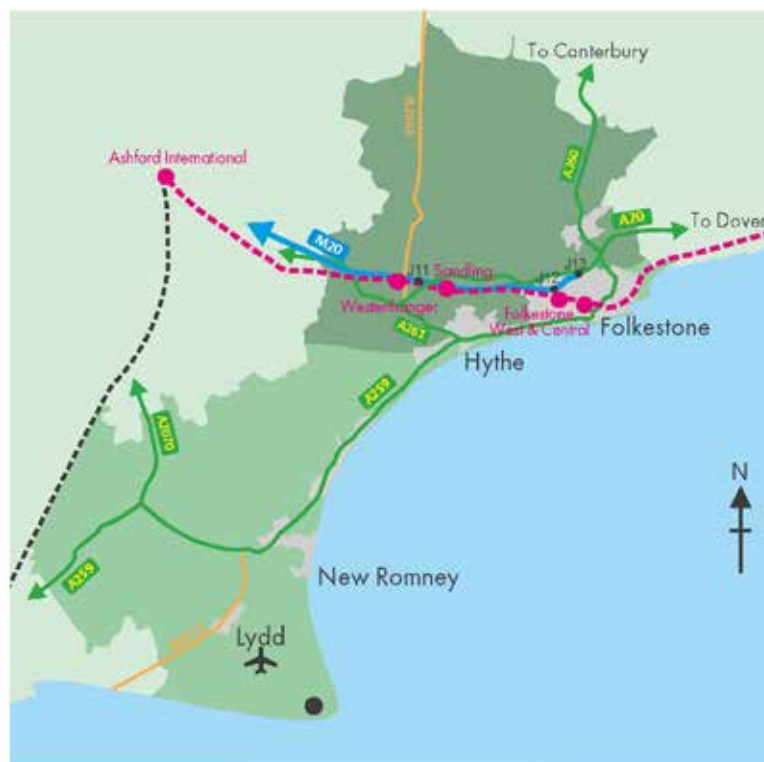 To Canterbury
A260
Ashford International
A20
To Dover
M20
J13
J11
Sandling
J12
Westenhanger
Folkestone
West & Central
Folkestone
A261
Hythe
A259
A2070
N
A259
New Romney
Lydd